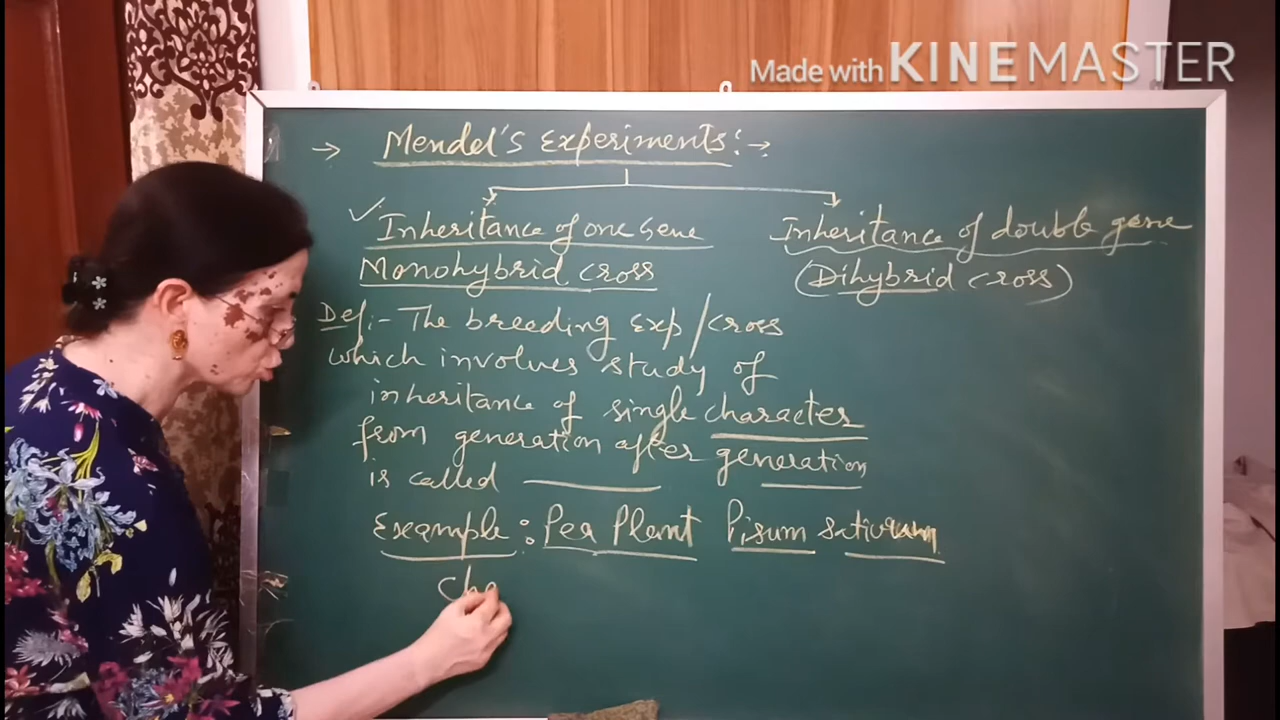 Made with KINEMASTER
→ Mendel's Experiments:→
✓ Inheritance of one Gene
Monohybrid cross
Inheritance of double gene
(Dihybrid cross)
Def:- The breeding Exp/cross
which involves study of
inheritance of single character
from generation after generation
is called ______
Example: Pea Plant Pisum sativum
Cha